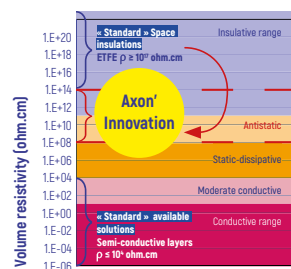 Volume resistivity (ohm.cm)
1.E+20
1.E+18
1.E+16
1.E+14
1.E+12
1.E+10
1.E+08
1.E+06
1.E+04
1.E+02
1.E+00
1.E-02
1.E-04
1.E-06
« Standard » Space
insulations
ETFE ρ ≥ 10¹⁷ ohm.cm
Insulative range
Axon’
Innovation
Antistatic
Static-dissipative
Moderate conductive
« Standard » available
solutions
Conductive range
Semi-conductive layers
ρ ≤ 10⁴ ohm.cm